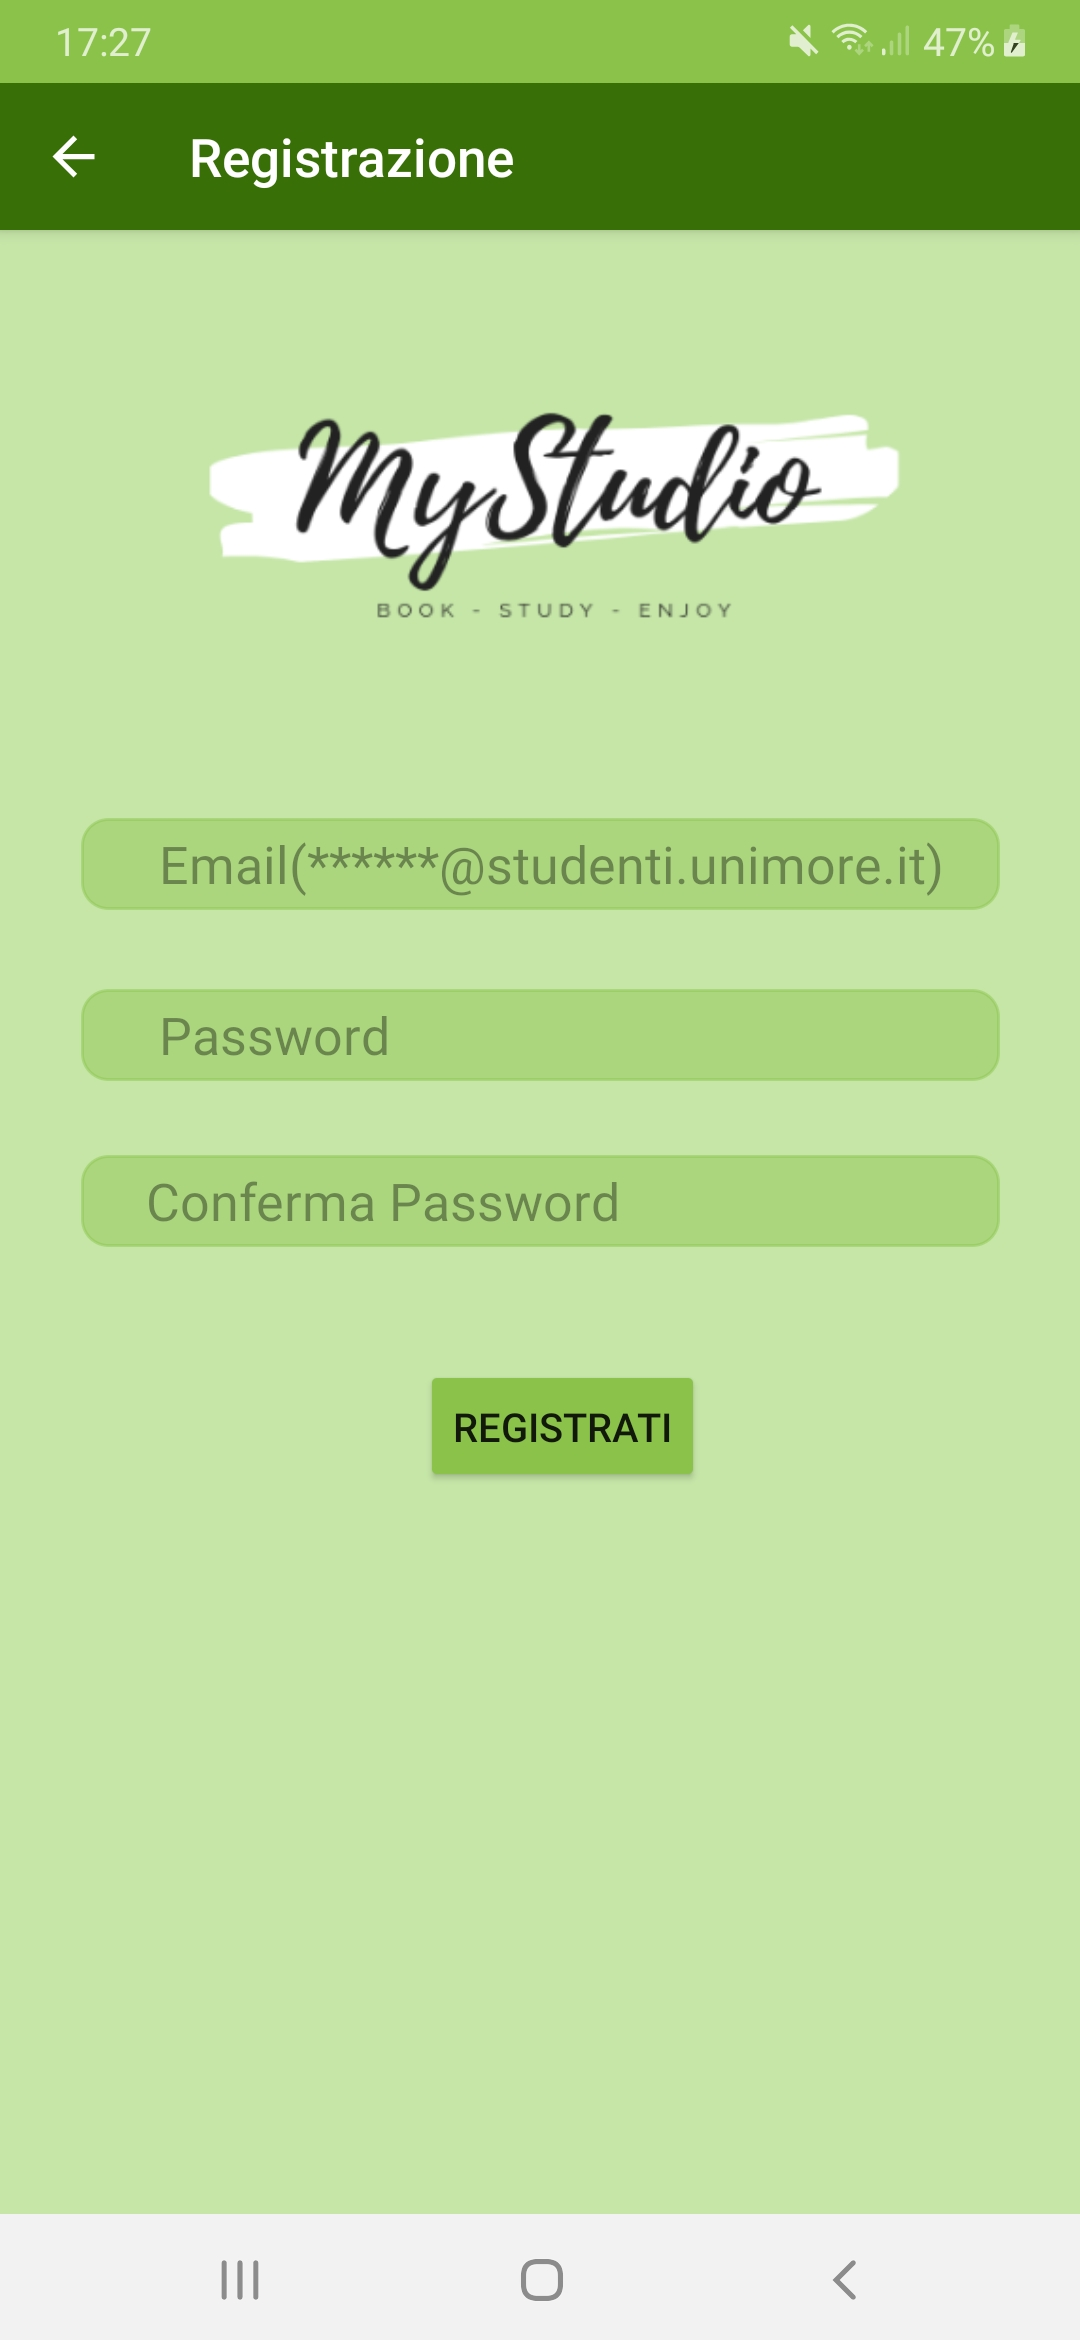 17:27
47%
Registrazione
MyStudio
BOOK - STUDY - ENJOY
Email(******@studenti.unimore.it)
Password
Conferma Password
REGISTRATI